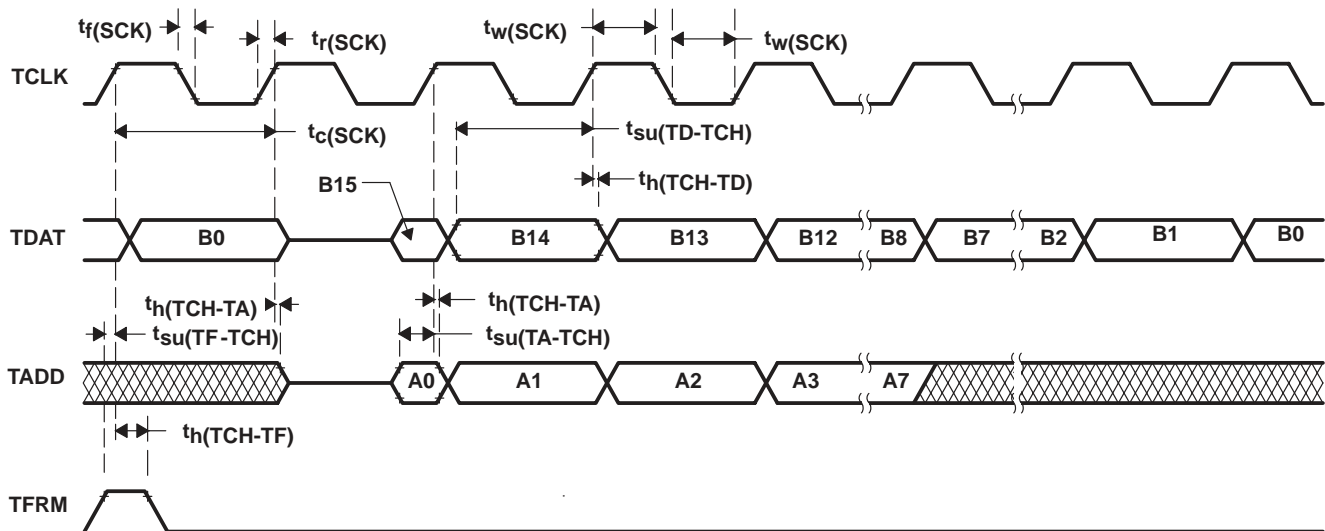 tf(SCK) tr(SCK) tw(SCK) tw(SCK)
TCLK
tc(SCK) tsu(TD-TCH)
B15 th(TCH-TD)
TDAT B0 B14 B13 B12 B8 B7 B2 B1 B0
th(TCH-TA) th(TCH-TA)
tsu(TF-TCH) tsu(TA-TCH)
TADD A0 A1 A2 A3 A7
th(TCH-TF)
TFRM